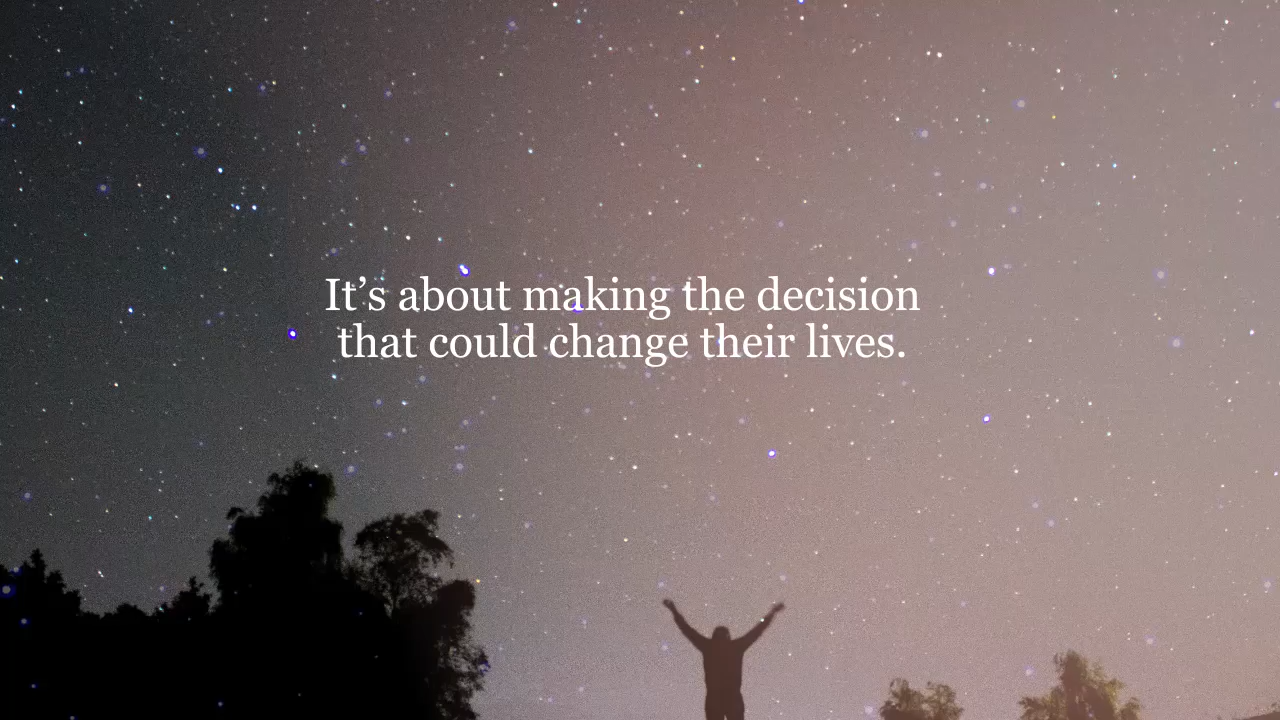 It’s about making the decision
that could change their lives.